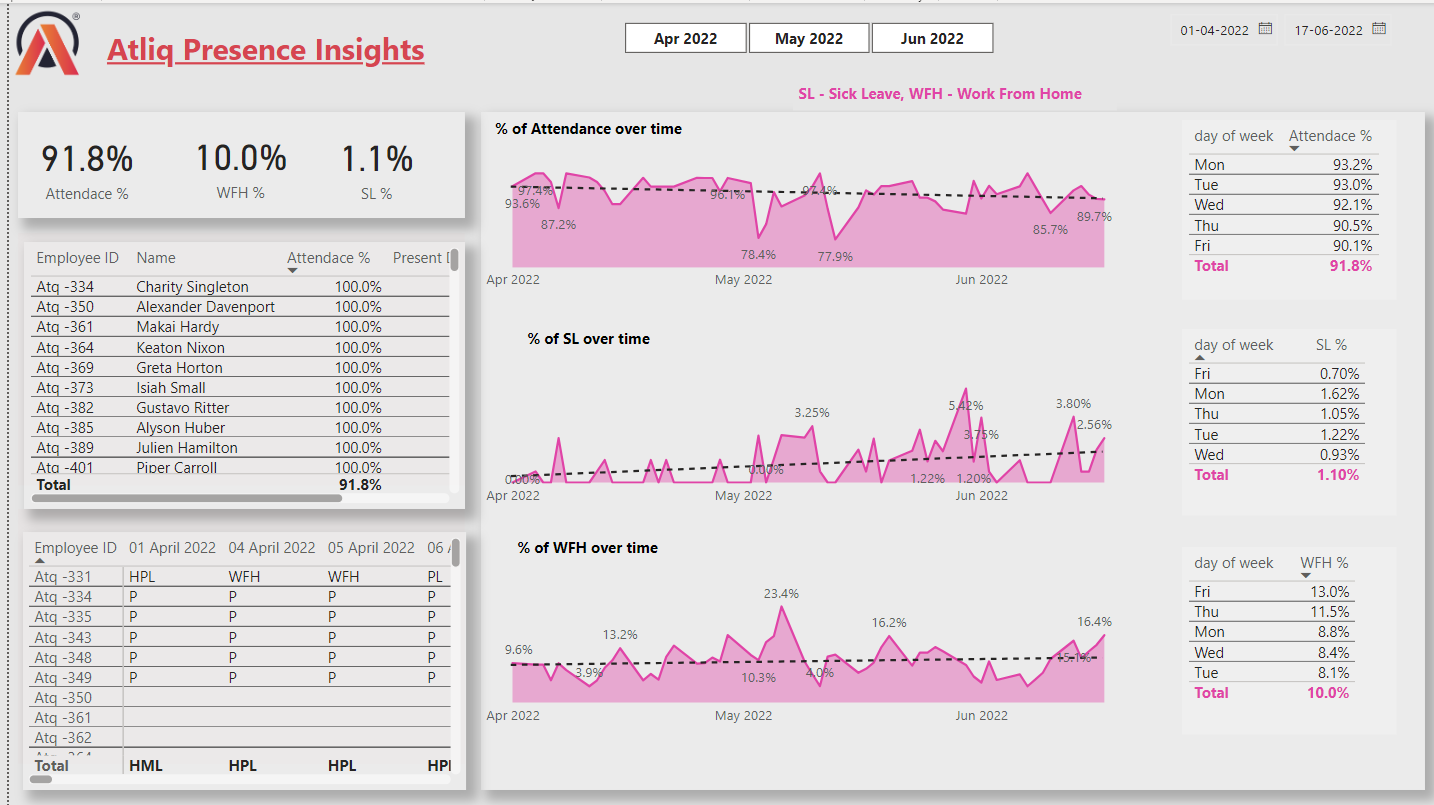 ®
Atliq Presence Insights
Apr 2022 May 2022 Jun 2022
01-04-2022 17-06-2022
SL - Sick Leave, WFH - Work From Home
91.8% 10.0% 1.1%
Attendace % WFH % SL %
Employee ID Name Attendace % Present
Atq -334 Charity Singleton 100.0%
Atq -350 Alexander Davenport 100.0%
Atq -361 Makai Hardy 100.0%
Atq -364 Keaton Nixon 100.0%
Atq -369 Greta Horton 100.0%
Atq -373 Isiah Small 100.0%
Atq -382 Gustavo Ritter 100.0%
Atq -385 Alyson Huber 100.0%
Atq -389 Julien Hamilton 100.0%
Atq -401 Piper Carroll 100.0%
Total 91.8%
Employee ID 01 April 2022 04 April 2022 05 April 2022 06
Atq -331 HPL WFH WFH PL
Atq -334 P P P P
Atq -335 P P P P
Atq -343 P P P P
Atq -348 P P P P
Atq -349 P P P P
Atq -350
Atq -361
Atq -362
Total HML HPL HPL
% of Attendance over time
97.4% 96.1% 97.4%
93.6%
87.2% 85.7% 89.7%
78.4% 77.9%
Apr 2022 May 2022 Jun 2022
% of SL over time
3.25% 5.42% 3.80%
3.75% 2.56%
0.00% 0.00% 1.22% 1.20%
Apr 2022 May 2022 Jun 2022
% of WFH over time
23.4%
9.6% 13.2% 16.2% 16.4%
3.9% 10.3% 4.0% 15.1%
Apr 2022 May 2022 Jun 2022
day of week Attendace %
Mon 93.2%
Tue 93.0%
Wed 92.1%
Thu 90.5%
Fri 90.1%
Total 91.8%
day of week SL %
Fri 0.70%
Mon 1.62%
Thu 1.05%
Tue 1.22%
Wed 0.93%
Total 1.10%
day of week WFH %
Fri 13.0%
Thu 11.5%
Mon 8.8%
Wed 8.4%
Tue 8.1%
Total 10.0%